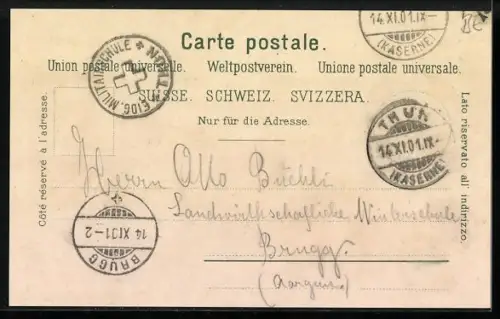 14 XI.01.IX-
(KASERNE)
Carte postale.
Union postale universelle. Weltpostverein. Unione postale universale.
SUISSE. SCHWEIZ. SVIZZERA.
Nur für die Adresse.
Côté réservé à l'adresse.
Lato riservato all' indirizzo.
EIDG. MILITAIRSCHULE
THUN
14 XI.01.IX-
(KASERNE)
Herrn Otto Büchli
Landwirthschaftliche Winterschule
Brugg.
(Aargau)
BRUGG
14 XI 01-2